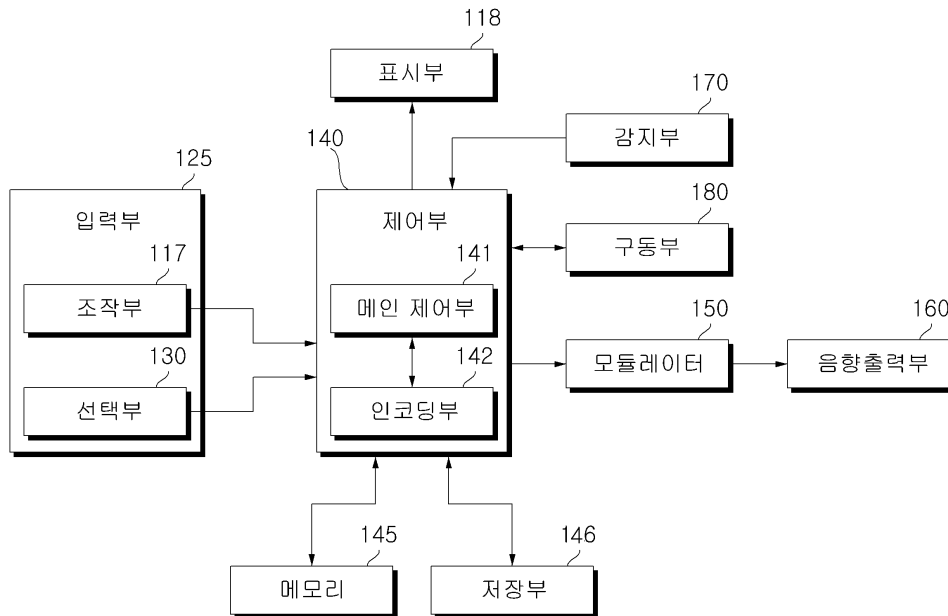 118
표시부
170
감지부
140
125
입력부
제어부
180
구동부
117
조작부
141
메인 제어부
150
모듈레이터
160
음향출력부
130
선택부
142
인코딩부
145
메모리
146
저장부